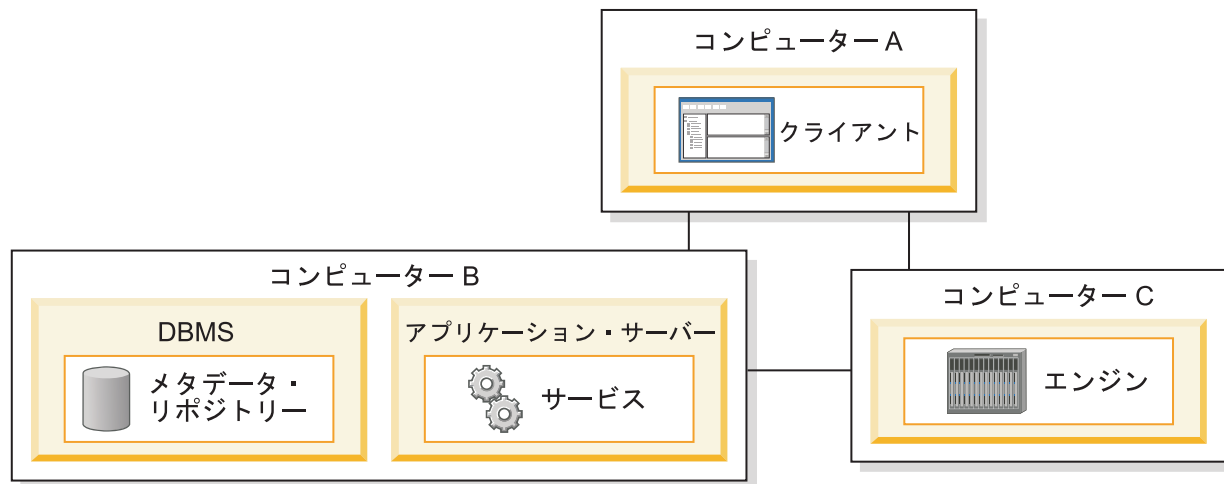 コンピューター A
クライアント
コンピューター B
DBMS
メタデータ・
リポジトリー
アプリケーション・サーバー
サービス
コンピューター C
エンジン